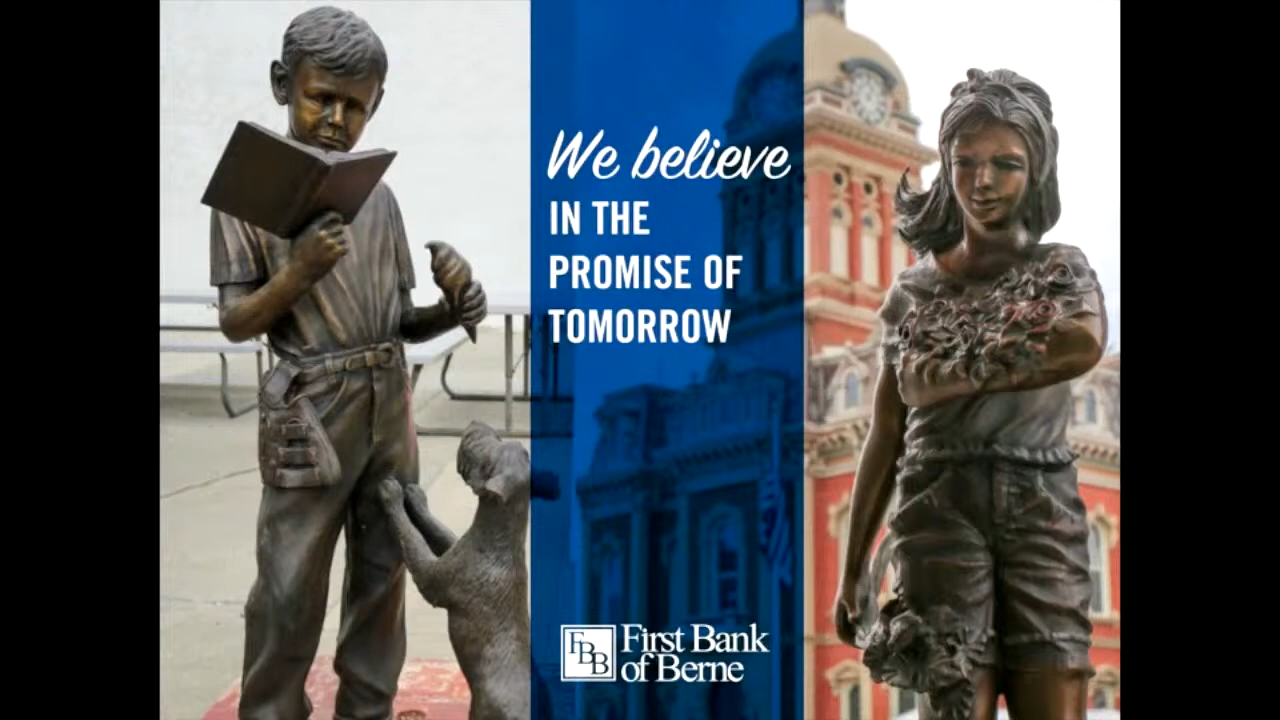 We believe
IN THE
PROMISE OF
TOMORROW
FBB
First Bank
of Berne